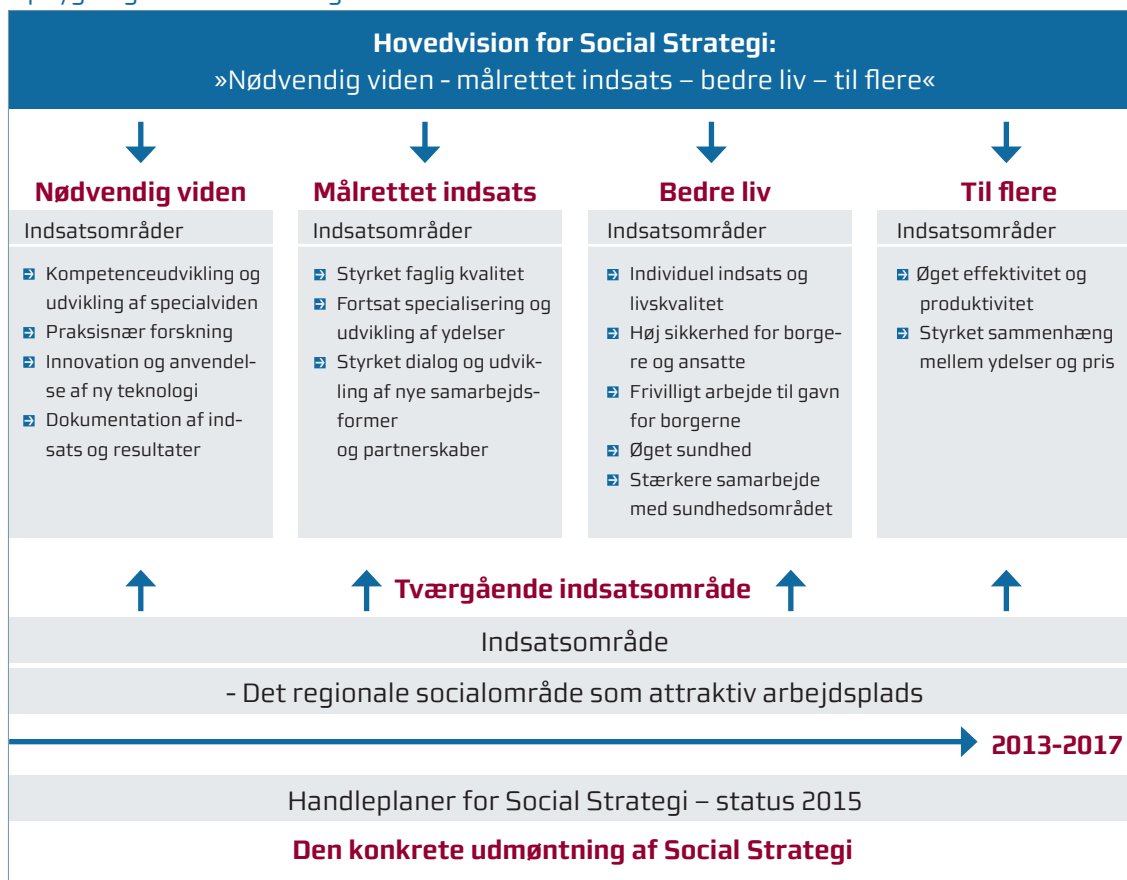 Hovedvision for Social Strategi:
»Nødvendig viden - målrettet indsats – bedre liv – til flere«
Nødvendig viden
Indsatsområder
Kompetenceudvikling og
udvikling af specialviden
Praksisnær forskning
Innovation og anvendel-
se af ny teknologi
Dokumentation af ind-
sats og resultater
Målrettet indsats
Indsatsområder
Styrket faglig kvalitet
Fortsat specialisering og
udvikling af ydelser
Styrket dialog og udvik-
ling af nye samarbejds-
former
og partnerskaber
Bedre liv
Indsatsområder
Individuel indsats og
livskvalitet
Høj sikkerhed for borge-
re og ansatte
Frivilligt arbejde til gavn
for borgerne
Øget sundhed
Stærkere samarbejde
med sundhedsområdet
Til flere
Indsatsområder
Øget effektivitet og
produktivitet
Styrket sammenhæng
mellem ydelser og pris
Tværgående indsatsområde
Indsatsområde
- Det regionale socialområde som attraktiv arbejdsplads
2013-2017
Handleplaner for Social Strategi – status 2015
Den konkrete udmøntning af Social Strategi